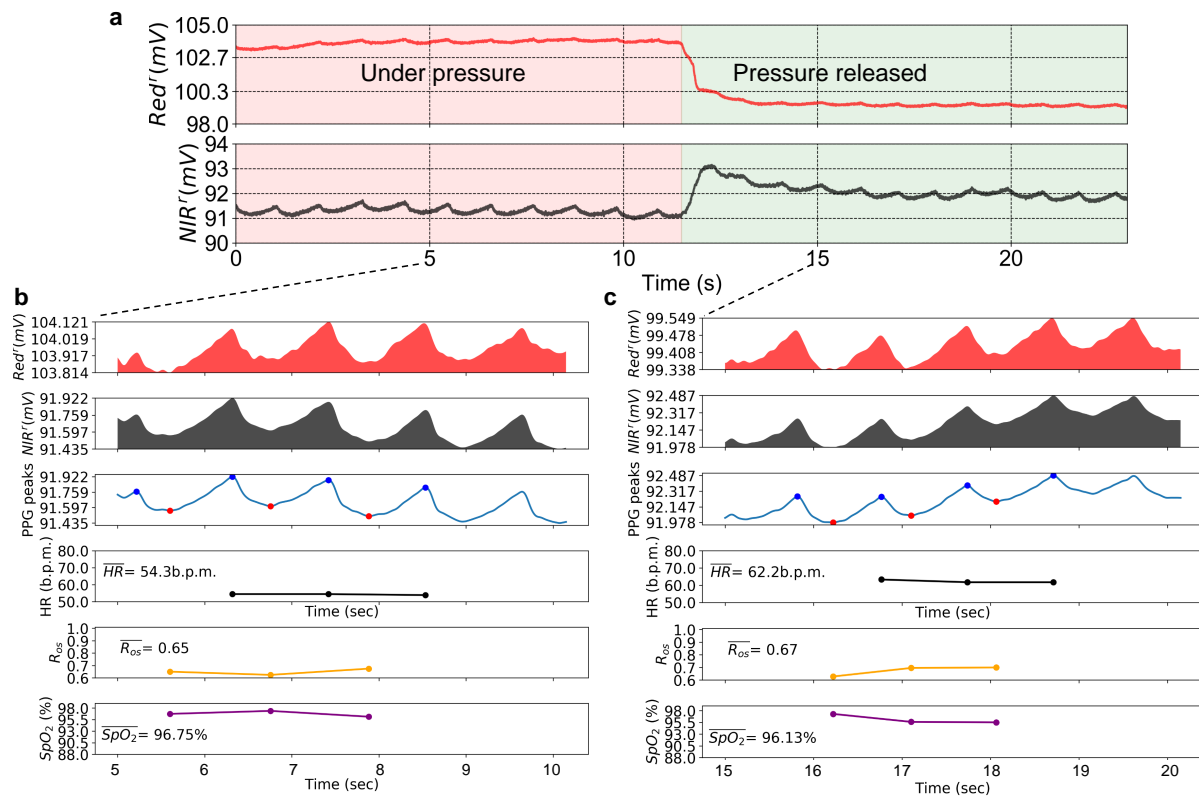 a
Red^r(mV)
105.0
102.7
100.3
98.0
Under pressure
Pressure released
NIR^r(mV)
94
93
92
91
90
0 5 10 15 20
Time (s)
b
Red^r(mV)
104.121
104.019
103.917
103.814
NIR^r(mV)
91.922
91.759
91.597
91.435
PPG peaks
91.922
91.759
91.597
91.435
HR (b.p.m.)
80.0
70.0
60.0
50.0
HR= 54.3b.p.m.
Time (sec)
R_os
1.0
0.9
0.8
0.7
0.6
R_os= 0.65
SpO2 (%)
98.0
95.5
93.0
90.5
88.0
SpO2= 96.75%
5 6 7 8 9 10
Time (sec)
c
Red^r(mV)
99.549
99.478
99.408
99.338
NIR^r(mV)
92.487
92.317
92.147
91.978
PPG peaks
92.487
92.317
92.147
91.978
HR (b.p.m.)
80.0
70.0
60.0
50.0
HR= 62.2b.p.m.
Time (sec)
R_os
1.0
0.9
0.8
0.7
0.6
R_os= 0.67
SpO2 (%)
98.0
95.5
93.0
90.5
88.0
SpO2= 96.13%
15 16 17 18 19 20
Time (sec)